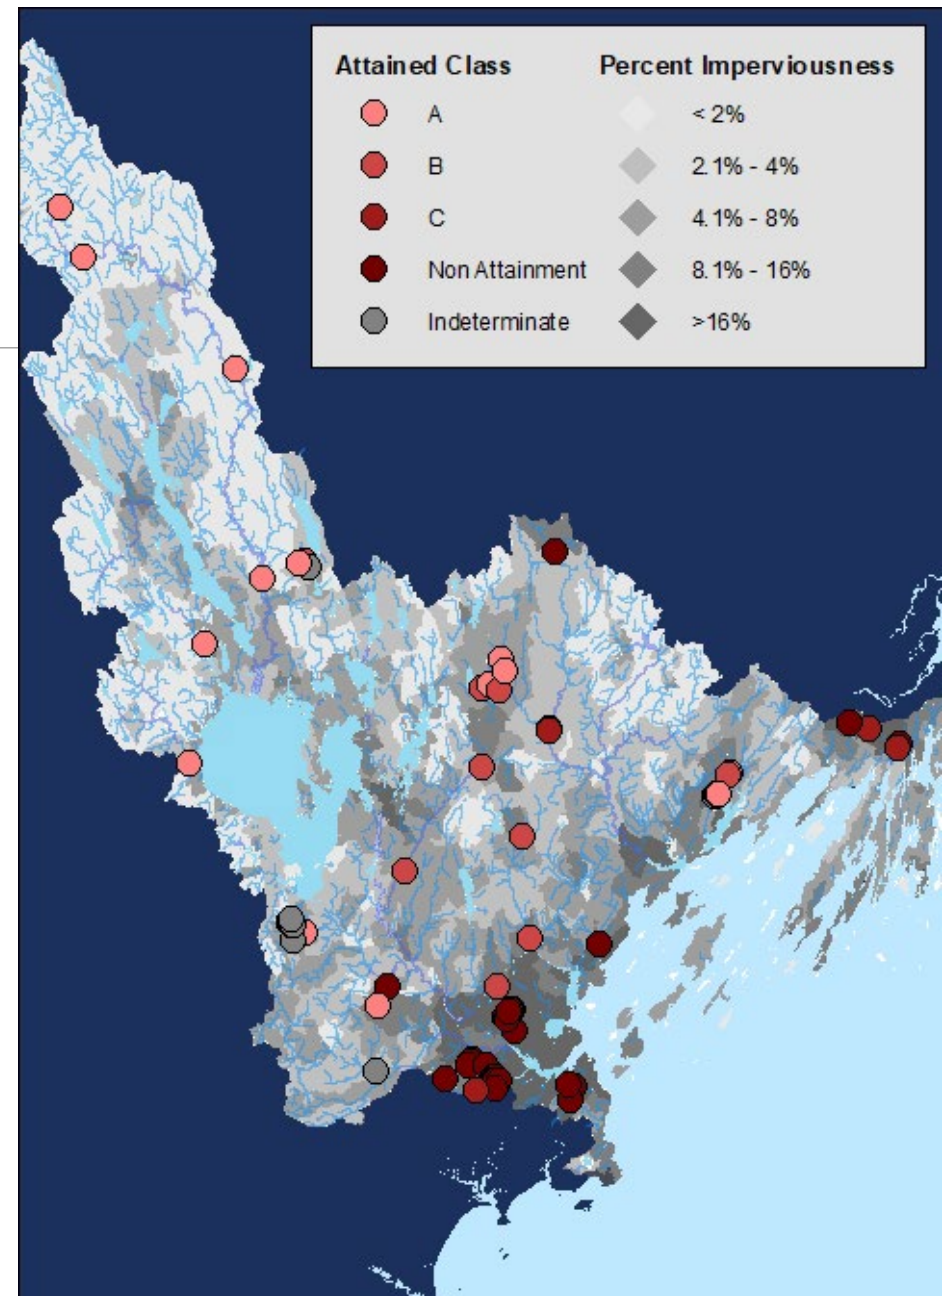 Attained Class
A
B
C
Non Attainment
Indeterminate
Percent Imperviousness
< 2%
2.1% - 4%
4.1% - 8%
8.1% - 16%
>16%